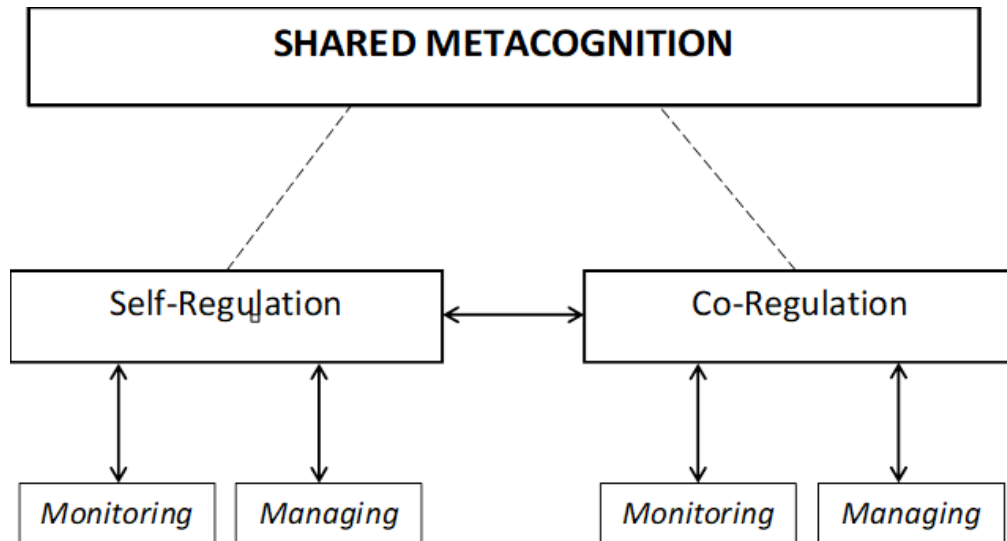 SHARED METACOGNITION
Self-Regulation
Co-Regulation
Monitoring
Managing
Monitoring
Managing